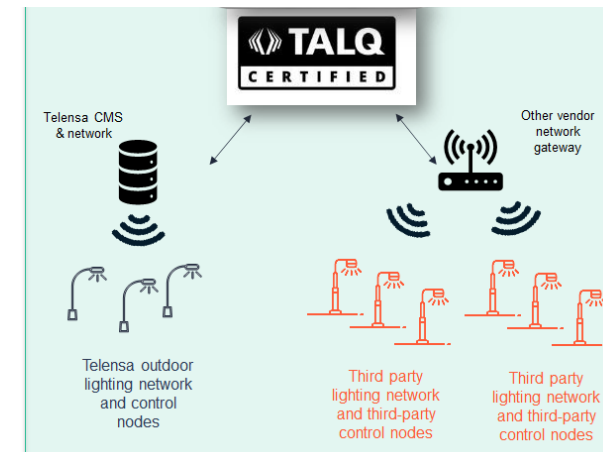 TALQ
CERTIFIED
Telensa CMS
& network
Other vendor
network
gateway
Telensa outdoor
lighting network
and control
nodes
Third party
lighting network
and third-party
control nodes
Third party
lighting network
and third-party
control nodes